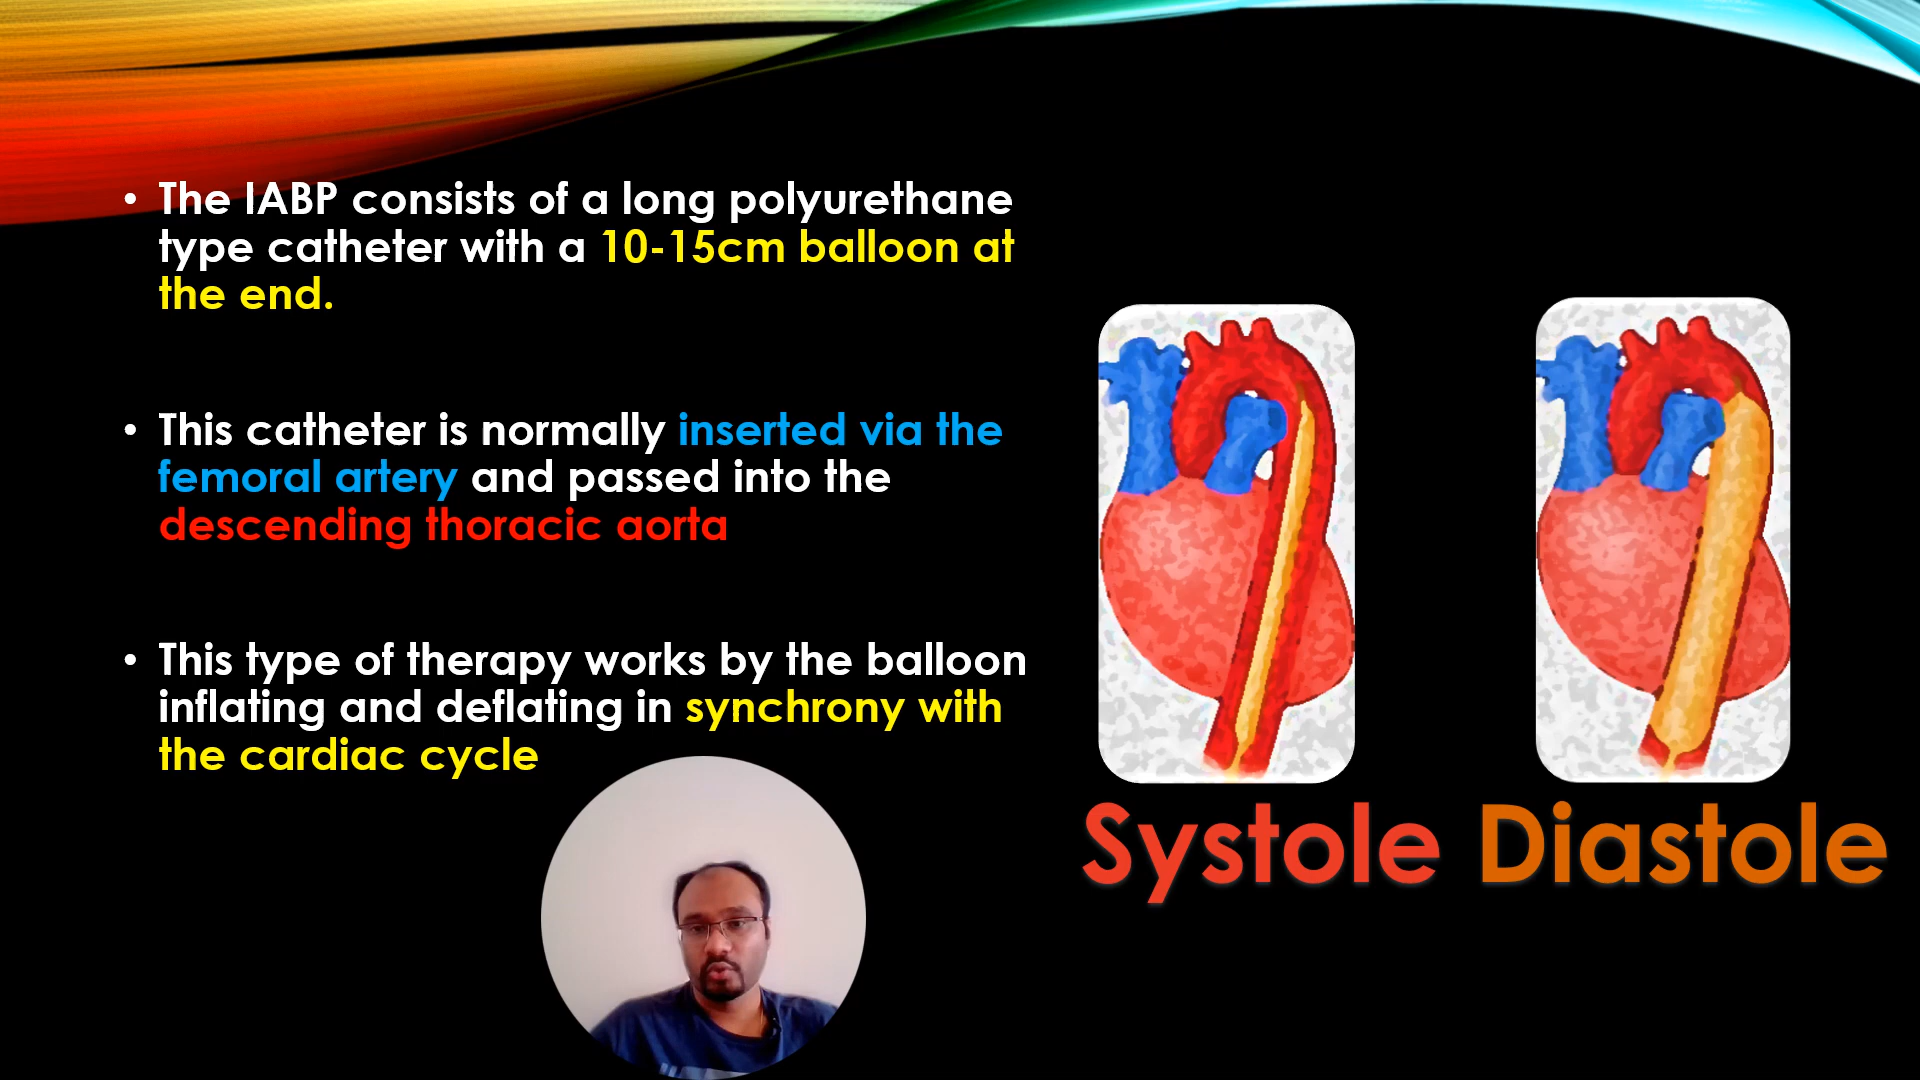 • The IABP consists of a long polyurethane
type catheter with a 10-15cm balloon at
the end.
• This catheter is normally inserted via the
femoral artery and passed into the
descending thoracic aorta
• This type of therapy works by the balloon
inflating and deflating in synchrony with
the cardiac cycle
Systole Diastole